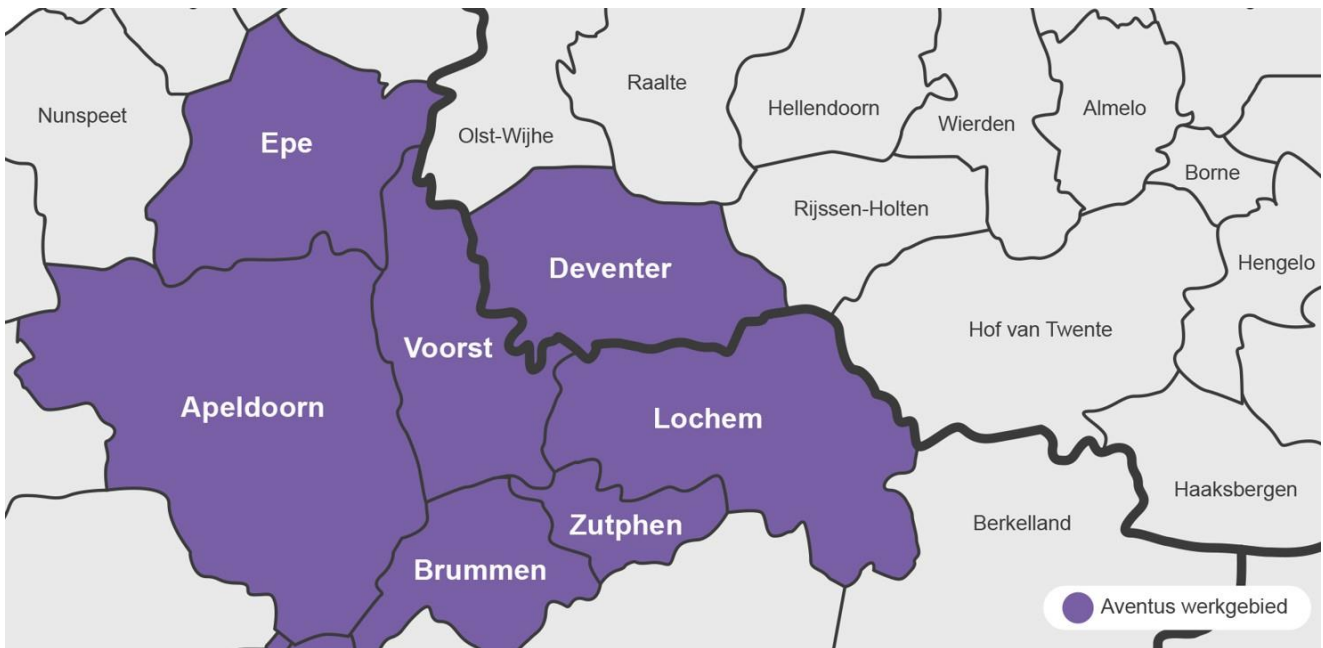 Nunspeet
Epe
Olst-Wijhe
Raalte
Hellendoorn
Wierden
Almelo
Borne
Rijssen-Holten
Deventer
Hengelo
Voorst
Hof van Twente
Apeldoorn
Lochem
Haaksbergen
Zutphen
Berkelland
Brummen
Aventus werkgebied